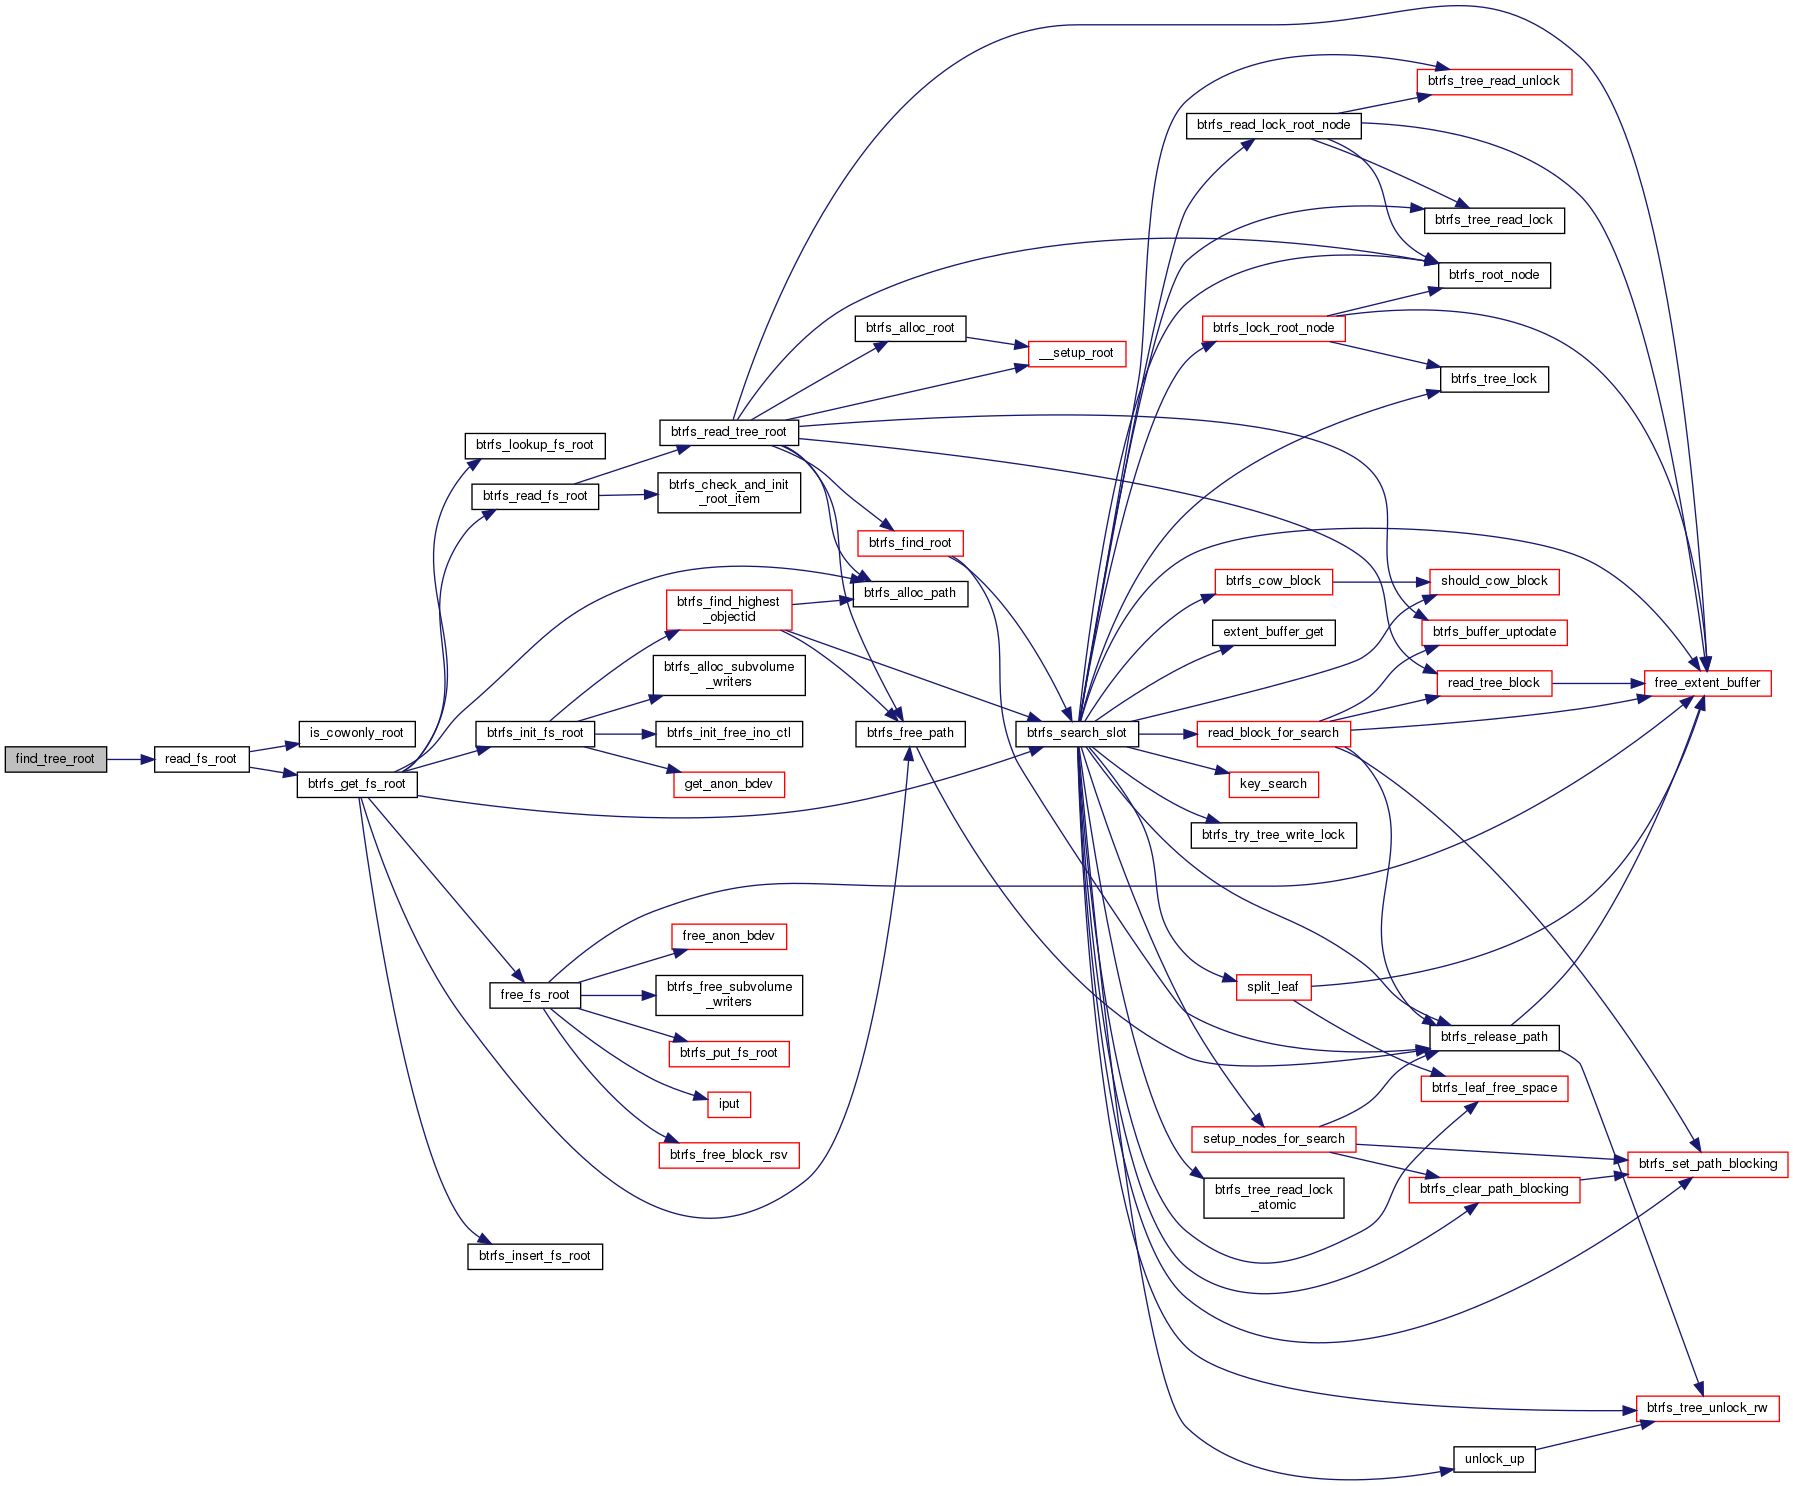 find_tree_root
read_fs_root
is_cowonly_root
btrfs_get_fs_root
btrfs_lookup_fs_root
btrfs_read_fs_root
btrfs_init_fs_root
free_fs_root
btrfs_insert_fs_root
btrfs_read_tree_root
btrfs_check_and_init
_root_item
btrfs_find_highest
_objectid
btrfs_alloc_subvolume
_writers
btrfs_init_free_ino_ctl
get_anon_bdev
free_anon_bdev
btrfs_free_subvolume
_writers
btrfs_put_fs_root
iput
btrfs_free_block_rsv
btrfs_alloc_root
btrfs_find_root
btrfs_alloc_path
btrfs_free_path
__setup_root
btrfs_search_slot
btrfs_read_lock_root_node
btrfs_lock_root_node
btrfs_cow_block
extent_buffer_get
read_block_for_search
key_search
btrfs_try_tree_write_lock
split_leaf
setup_nodes_for_search
btrfs_tree_read_lock
_atomic
btrfs_tree_read_unlock
btrfs_tree_read_lock
btrfs_root_node
btrfs_tree_lock
should_cow_block
btrfs_buffer_uptodate
read_tree_block
btrfs_release_path
btrfs_leaf_free_space
btrfs_clear_path_blocking
unlock_up
free_extent_buffer
btrfs_set_path_blocking
btrfs_tree_unlock_rw